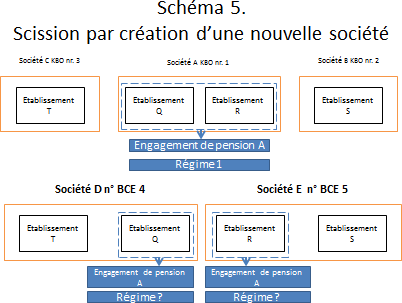 Schéma 5.
Scission par création d'une nouvelle société
Société C KBO nr. 3
Société A KBO nr. 1
Société B KBO nr. 2
Etablissement
T
Etablissement
Q
Etablissement
R
Etablissement
S
Engagement de pension A
Régime 1
Société D n° BCE 4
Société E n° BCE 5
Etablissement
T
Etablissement
Q
Etablissement
R
Etablissement
S
Engagement de pension
A
Régime ?
Engagement de pension
A
Régime ?